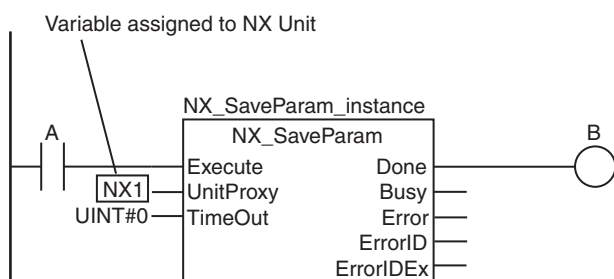 Variable assigned to NX Unit
NX_SaveParam_instance
A
NX_SaveParam
B
Execute Done
NX1 UnitProxy Busy
UINT#0 TimeOut Error
ErrorID
ErrorIDEx